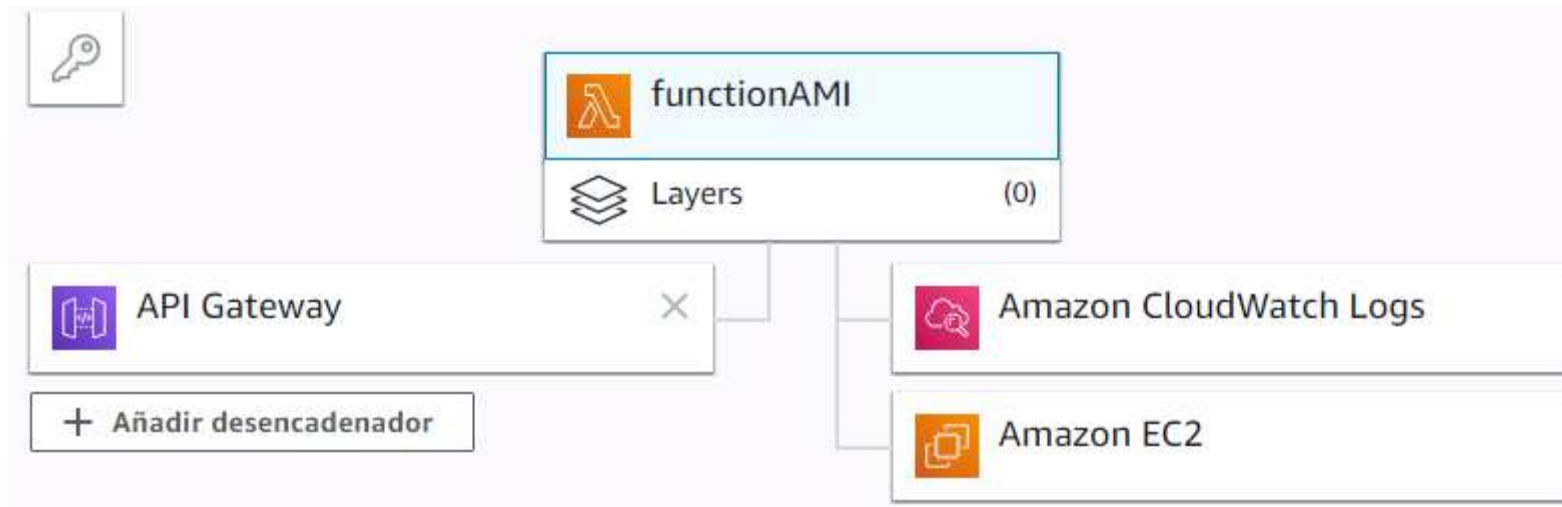 functionAMI
Layers (0)
API Gateway
Amazon CloudWatch Logs
+ Añadir desencadenador
Amazon EC2